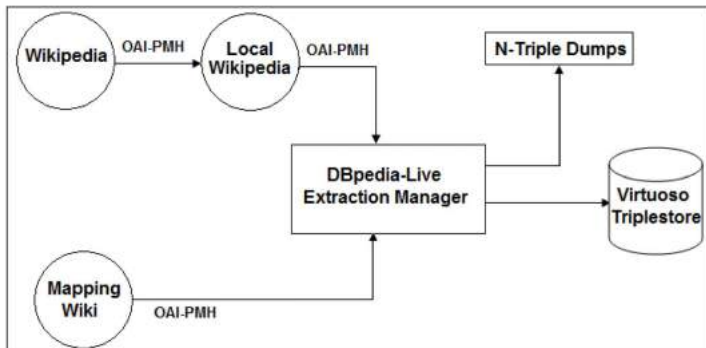 Wikipedia
OAI-PMH
Local
Wikipedia
OAI-PMH
N-Triple Dumps
DBpedia-Live
Extraction Manager
Virtuoso
Triplestore
Mapping
Wiki
OAI-PMH